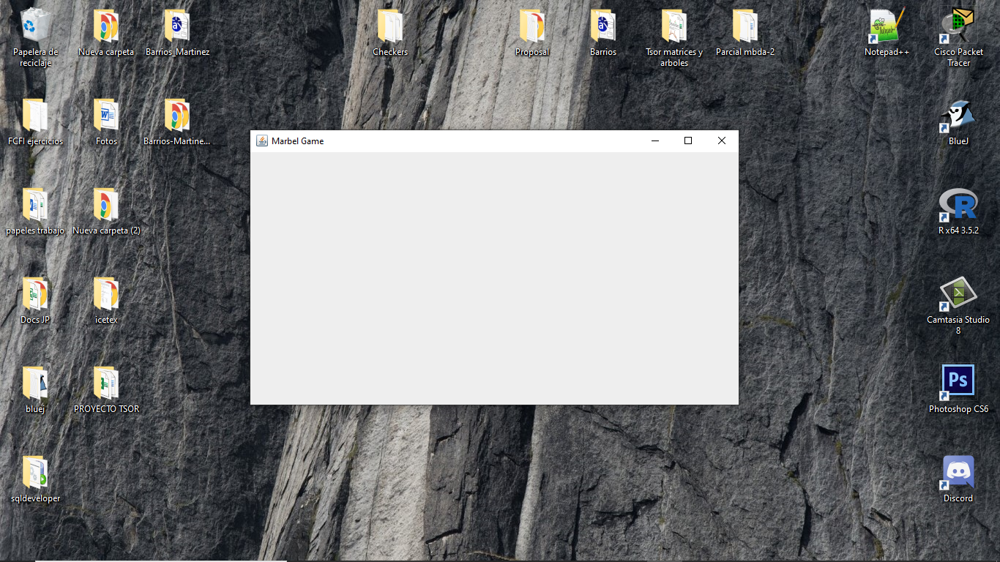 Papelera de
reciclaje
Nueva carpeta
Barrios_Martinez
Checkers
Proposal
Barrios
Tsor matrices y
arboles
Parcial mbda-2
Notepad++
Cisco Packet
Tracer
FCFI ejercicios
Fotos
Barrios-Martine...
Marbel Game
BlueJ
papeles trabajo
Nueva carpeta (2)
R x64 3.5.2
Docs JP
icetex
Camtasia Studio
8
bluej
PROYECTO TSOR
Ps
Photoshop CS6
sqldeveloper
Discord